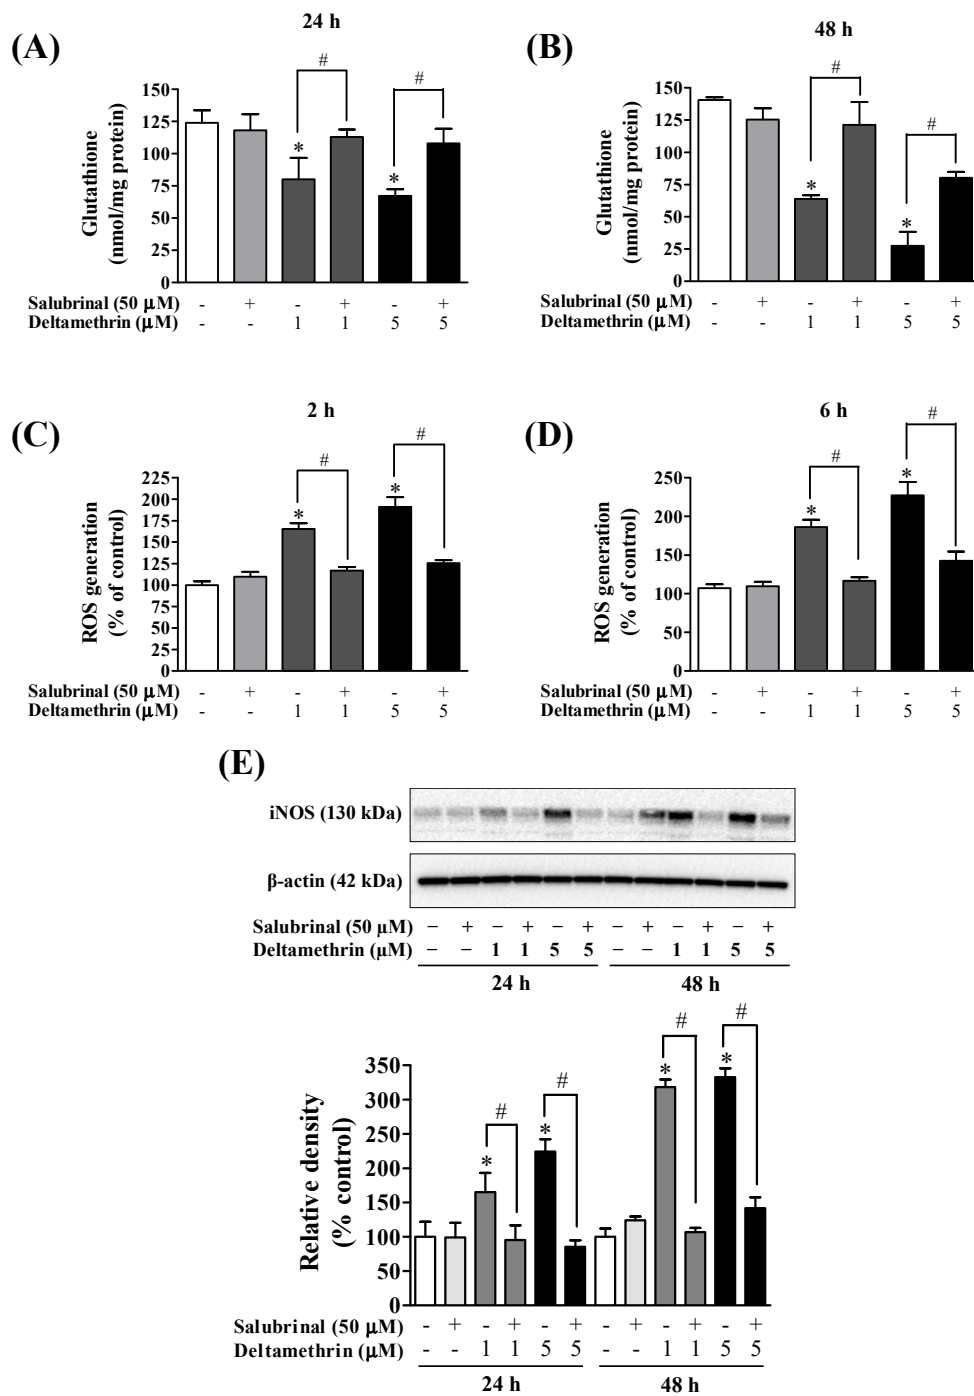 (A)
24 h
#
#
Glutathione
(nmol/mg protein)
150
125
100
75
50
25
0
*
*
Salubrinal (50 μM) - + - + - +
Deltamethrin (μM) - - 1 1 5 5
(B)
48 h
#
#
Glutathione
(nmol/mg protein)
150
125
100
75
50
25
0
*
*
Salubrinal (50 μM) - + - + - +
Deltamethrin (μM) - - 1 1 5 5
(C)
2 h
#
#
ROS generation
(% of control)
225
200
175
150
125
100
75
50
25
0
*
*
Salubrinal (50 μM) - + - + - +
Deltamethrin (μM) - - 1 1 5 5
(D)
6 h
#
#
ROS generation
(% of control)
250
200
150
100
50
0
*
*
Salubrinal (50 μM) - + - + - +
Deltamethrin (μM) - - 1 1 5 5
(E)
iNOS (130 kDa)
β-actin (42 kDa)
Salubrinal (50 μM) − + − + − + − + − + − +
Deltamethrin (μM) − − 1 1 5 5 − − 1 1 5 5
24 h 48 h
#
#
#
#
Relative density
(% control)
350
300
250
200
150
100
50
0
*
*
*
*
Salubrinal (50 μM) - + - + - + - + - + - +
Deltamethrin (μM) - - 1 1 5 5 - - 1 1 5 5
24 h 48 h